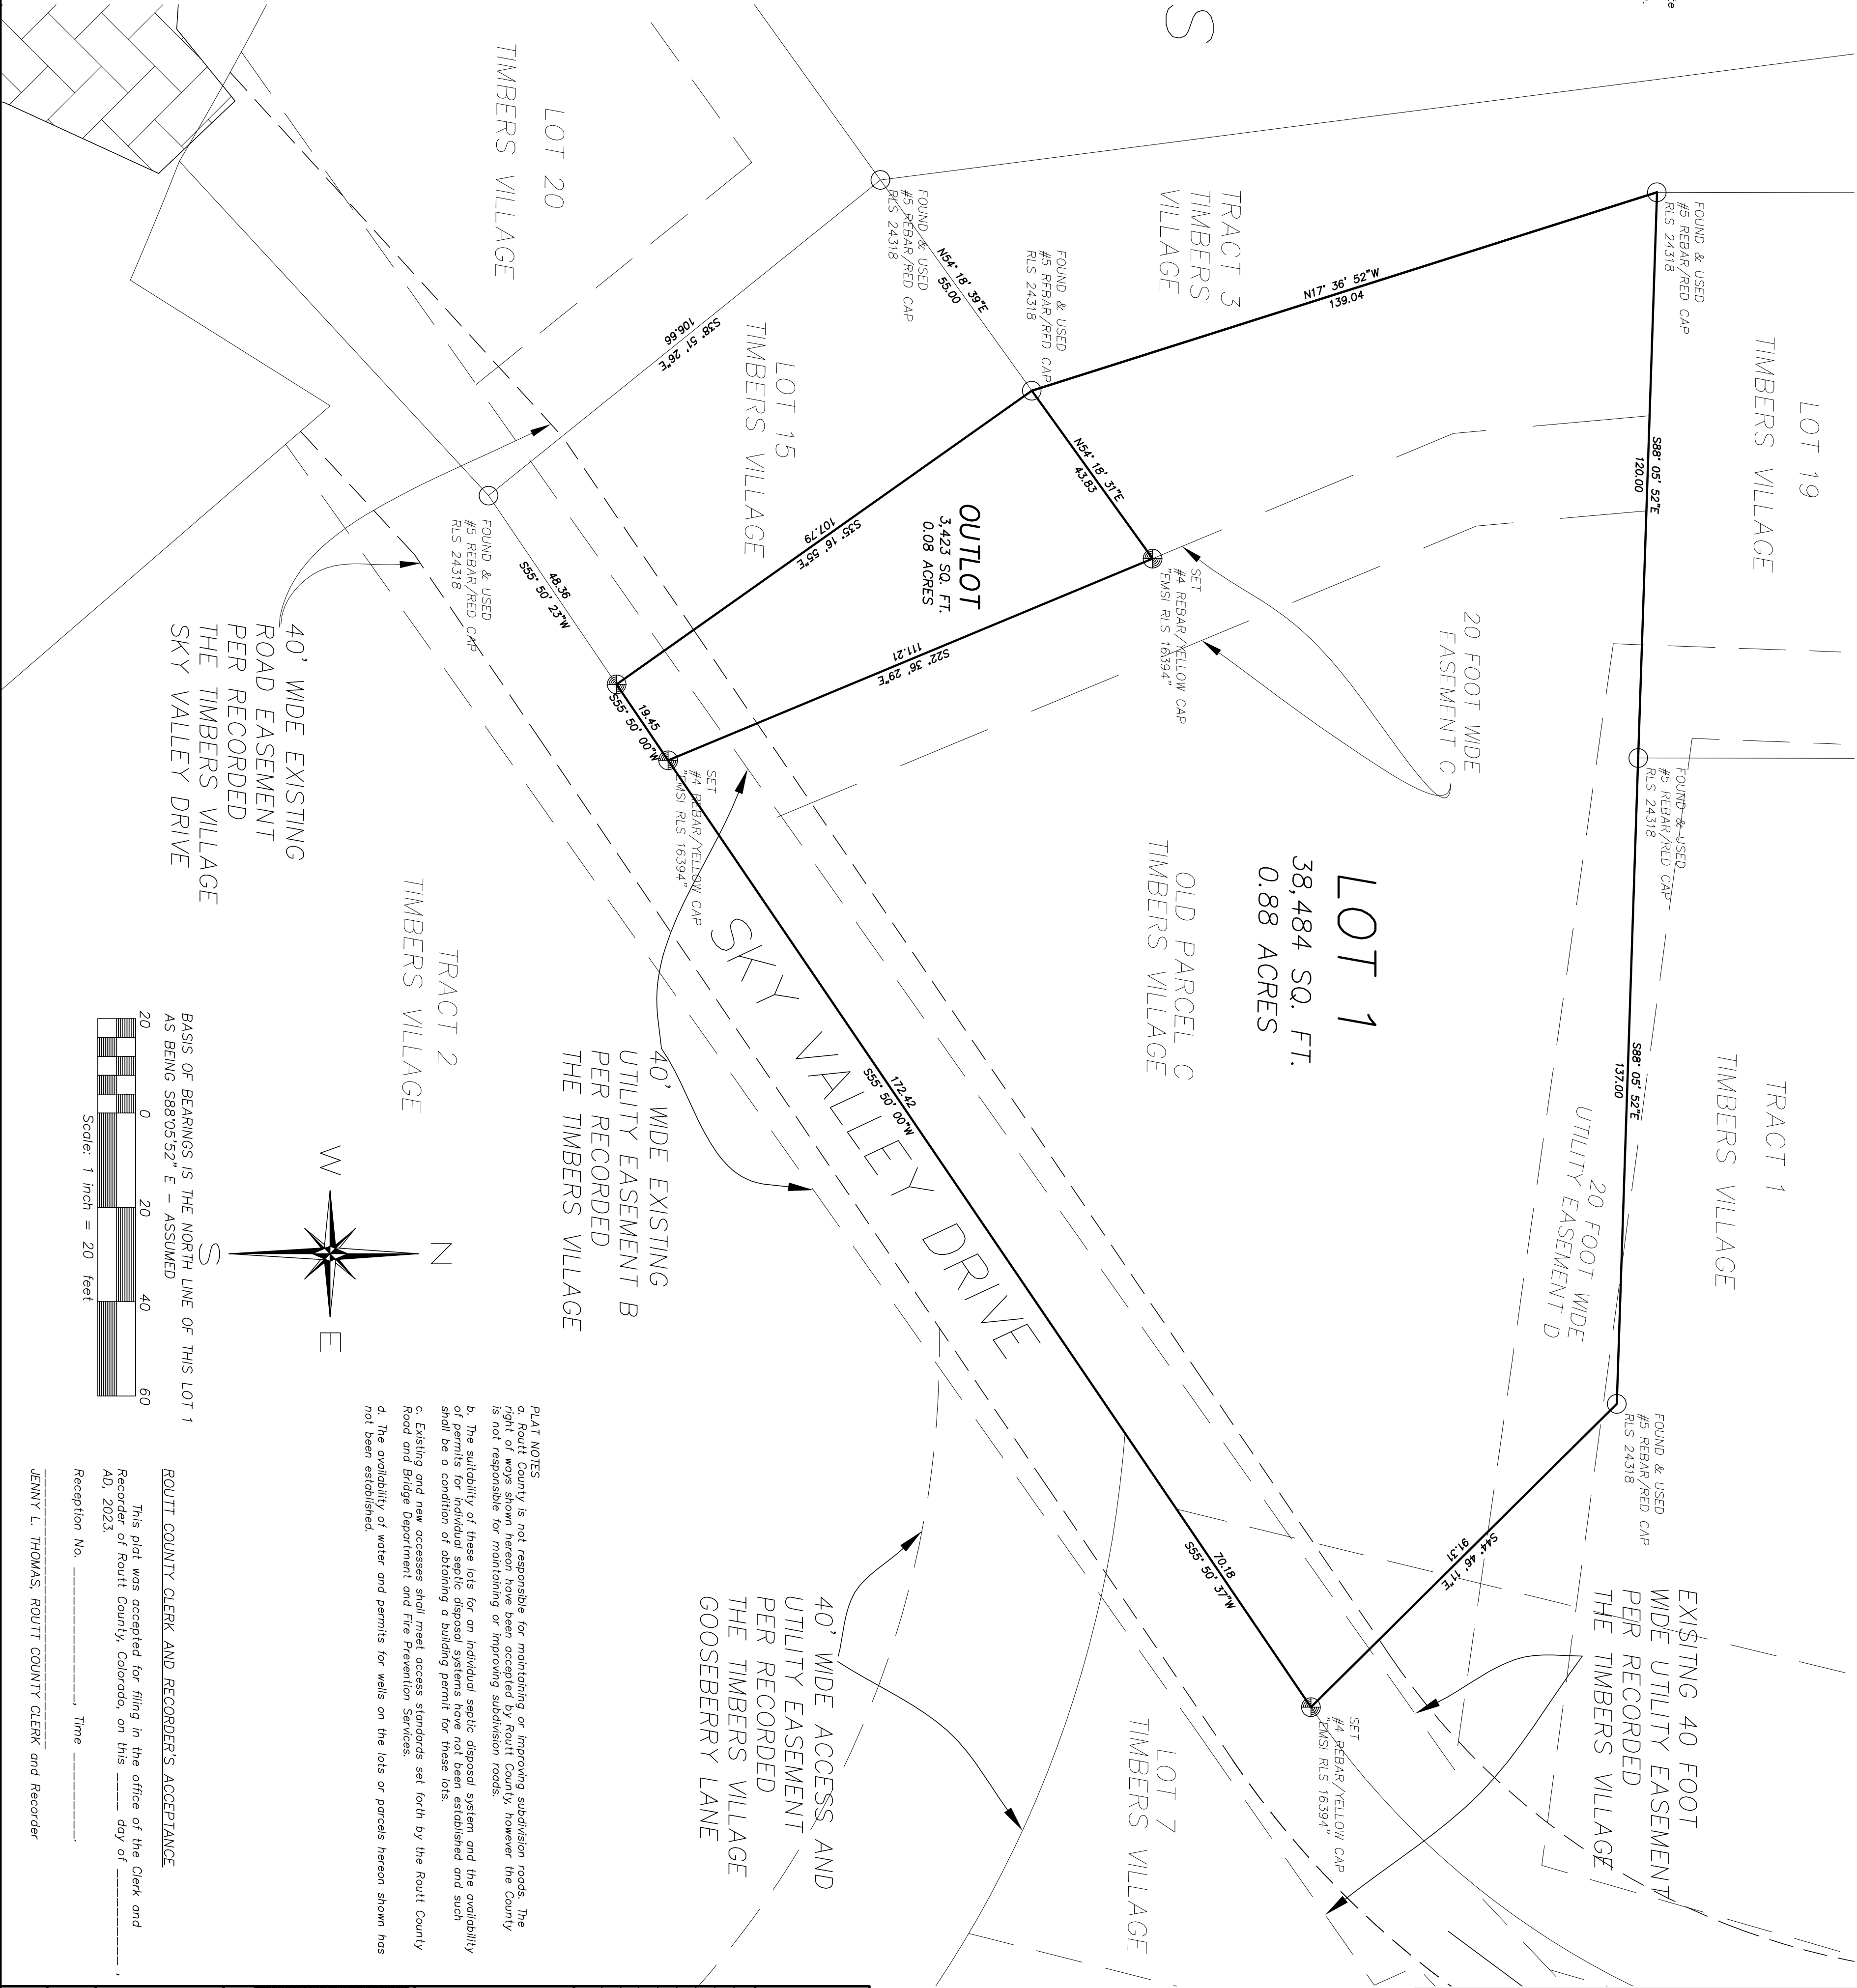 S
LOT 19
TIMBERS VILLAGE
TRACT 1
TIMBERS VILLAGE
FOUND & USED
#5 REBAR/RED CAP
RLS 24318
S88° 05' 52"E
120.00
FOUND & USED
#5 REBAR/RED CAP
RLS 24318
S88° 05' 52"E
137.00
FOUND & USED
#5 REBAR/RED CAP
RLS 24318
20 FOOT WIDE
UTILITY EASEMENT D
EXISITNG 40 FOOT
WIDE UTILITY EASEMENT
PER RECORDED
THE TIMBERS VILLAGE
S44° 46' 11"E
91.31
20 FOOT WIDE
EASEMENT C
N17° 36' 52"W
139.04
TRACT 3
TIMBERS
VILLAGE
LOT 1
38,484 SQ. FT.
0.88 ACRES
OLD PARCEL C
TIMBERS VILLAGE
SET
#4 REBAR/YELLOW CAP
"EMSI RLS 16394"
SET
#4 REBAR/YELLOW CAP
"EMSI RLS 16394"
LOT 7
TIMBERS VILLAGE
FOUND & USED
#5 REBAR/RED CAP
RLS 24318
N54° 18' 31"E
43.83
FOUND & USED
#5 REBAR/RED CAP
RLS 24318
N54° 18' 39"E
55.00
OUTLOT
3,423 SQ. FT.
0.08 ACRES
S22° 36' 29"E
111.21
S35° 16' 55"E
107.79
LOT 15
TIMBERS VILLAGE
S38° 51' 26"E
106.66
LOT 20
TIMBERS VILLAGE
70.18
S55° 50' 37"W
172.42
S55° 50' 00"W
SKY VALLEY DRIVE
19.45
S55° 50' 00"W
SET
#4 REBAR/YELLOW CAP
"EMSI RLS 16394"
48.36
S55° 50' 23"W
FOUND & USED
#5 REBAR/RED CAP
RLS 24318
40' WIDE ACCESS AND
UTILITY EASEMENT
PER RECORDED
THE TIMBERS VILLAGE
GOOSEBERRY LANE
40' WIDE EXISTING
UTILITY EASEMENT B
PER RECORDED
THE TIMBERS VILLAGE
TRACT 2
TIMBERS VILLAGE
40' WIDE EXISTING
ROAD EASEMENT
PER RECORDED
THE TIMBERS VILLAGE
SKY VALLEY DRIVE
N
W
E
S
BASIS OF BEARINGS IS THE NORTH LINE OF THIS LOT 1
AS BEING S88°05'52" E - ASSUMED
20 0 20 40 60
Scale: 1 inch = 20 feet
PLAT NOTES
a. Routt County is not responsible for maintaining or improving subdivision roads. The
right of ways shown hereon have been accepted by Routt County, however the County
is not responsible for maintaining or improving subdivision roads.
b. The suitability of these lots for an individual septic disposal system and the availability
of permits for individual septic disposal systems have not been established and such
shall be a condition of obtaining a building permit for these lots.
c. Existing and new accesses shall meet access standards set forth by the Routt County
Road and Bridge Department and Fire Prevention Services.
d. The availability of water and permits for wells on the lots or parcels hereon shown has
not been established.
ROUTT COUNTY CLERK AND RECORDER'S ACCEPTANCE
This plat was accepted for filing in the office of the Clerk and
Recorder of Routt County, Colorado, on this ____ day of __________,
AD, 2023.
Reception No. ______________, Time ________.
JENNY L. THOMAS, ROUTT COUNTY CLERK and Recorder